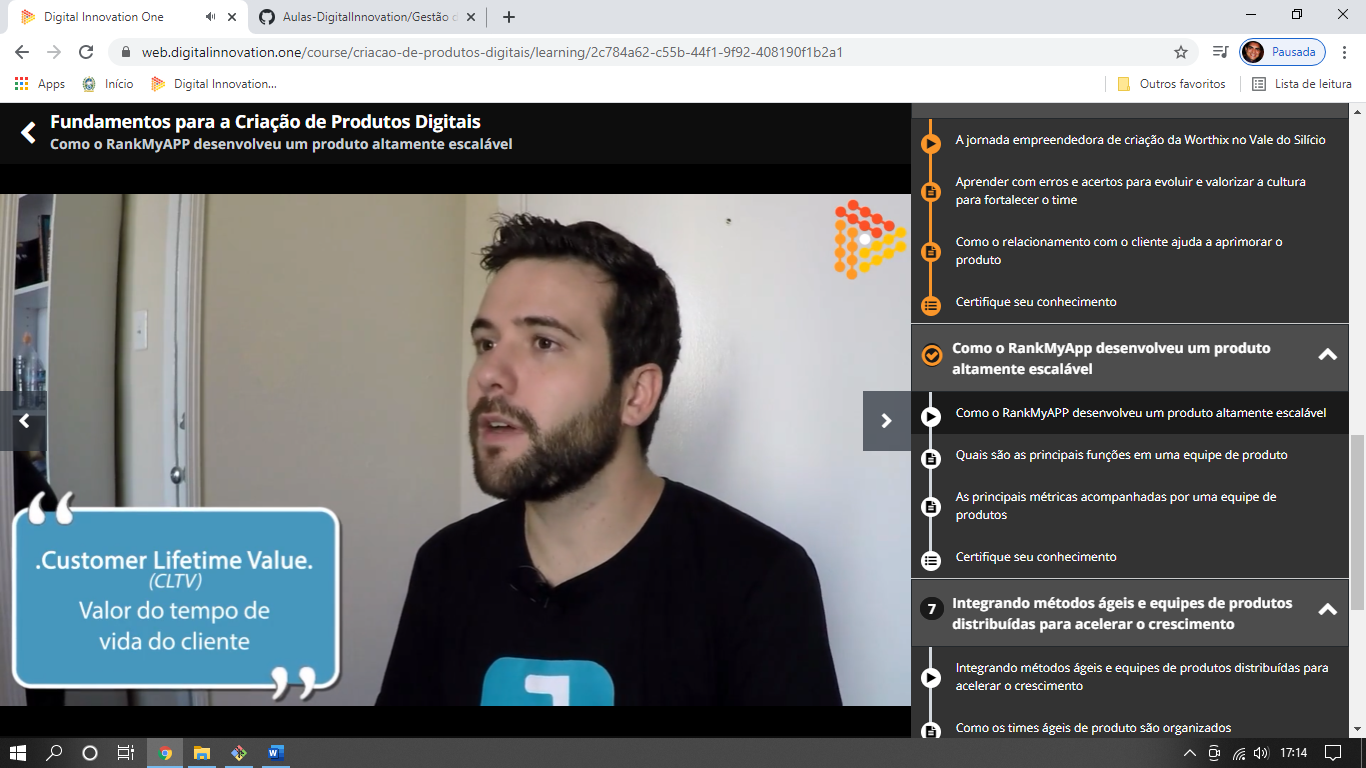 Digital Innovation One
Aulas-DigitalInnovation/Gestão
web.digitalinnovation.one/course/criacao-de-produtos-digitais/learning/2c784a62-c55b-44f1-9f92-408190f1b2a1
Pausada
Apps
Início
Digital Innovation...
Outros favoritos
Lista de leitura
Fundamentos para a Criação de Produtos Digitais
Como o RankMyAPP desenvolveu um produto altamente escalável
.Customer Lifetime Value.
(CLTV)
Valor do tempo de
vida do cliente
A jornada empreendedora de criação da Worthix no Vale do Silício
Aprender com erros e acertos para evoluir e valorizar a cultura
para fortalecer o time
Como o relacionamento com o cliente ajuda a aprimorar o
produto
Certifique seu conhecimento
Como o RankMyApp desenvolveu um produto
altamente escalável
Como o RankMyAPP desenvolveu um produto altamente escalável
Quais são as principais funções em uma equipe de produto
As principais métricas acompanhadas por uma equipe de
produtos
Certifique seu conhecimento
7
Integrando métodos ágeis e equipes de produtos
distribuídas para acelerar o crescimento
Integrando métodos ágeis e equipes de produtos distribuídas para
acelerar o crescimento
Como os times ágeis de produto são organizados
17:14